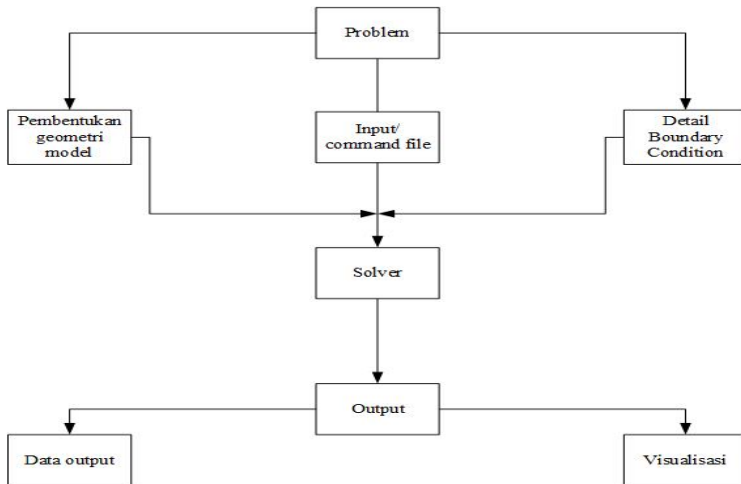 Problem
Pembentukan
geometri
model
Input/
command file
Detail
Boundary
Condition
Solver
Output
Data output
Visualisasi